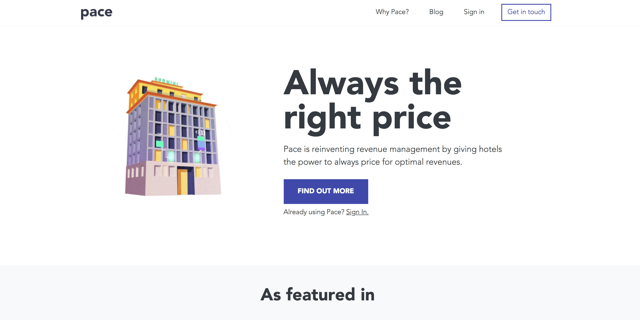 pace
Why Pace?
Blog
Sign in
Get in touch
Always the
right price
Pace is reinventing revenue management by giving hotels
the power to always price for optimal revenues.
FIND OUT MORE
Already using Pace? Sign In.
As featured in